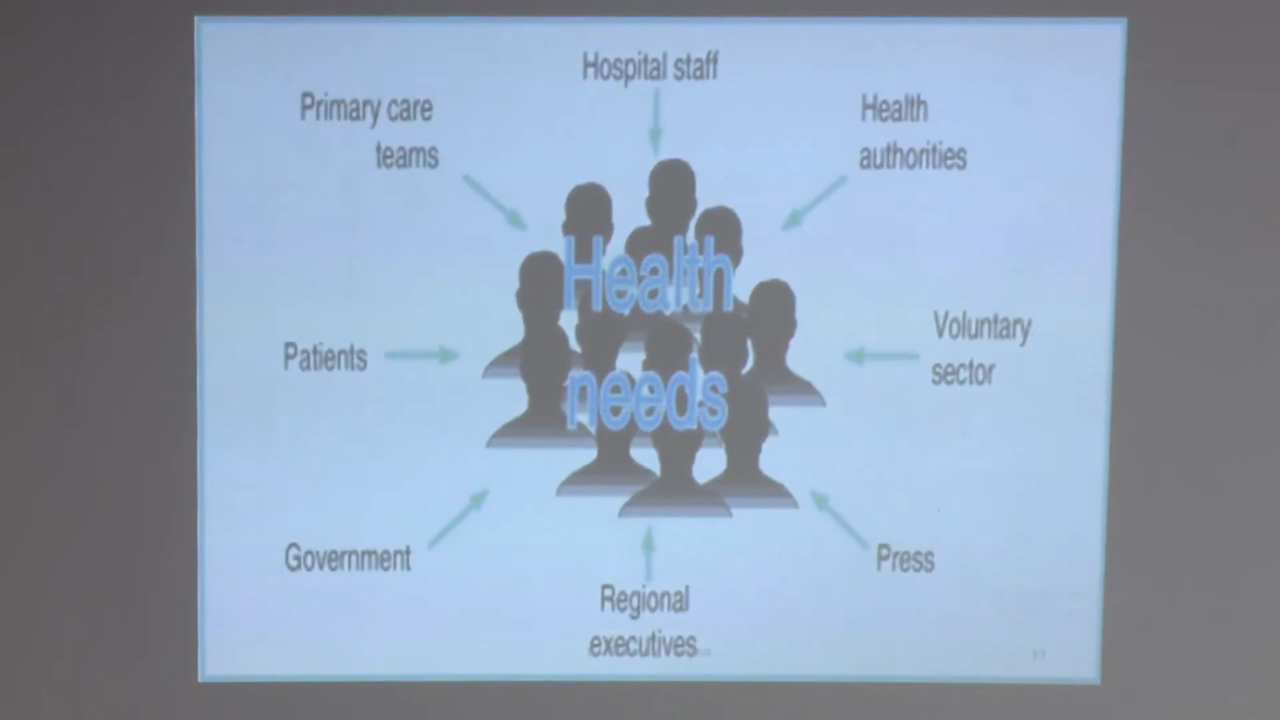 Hospital staff
Primary care
teams
Health
authorities
Health
needs
Patients
Voluntary
sector
Government
Press
Regional
executives